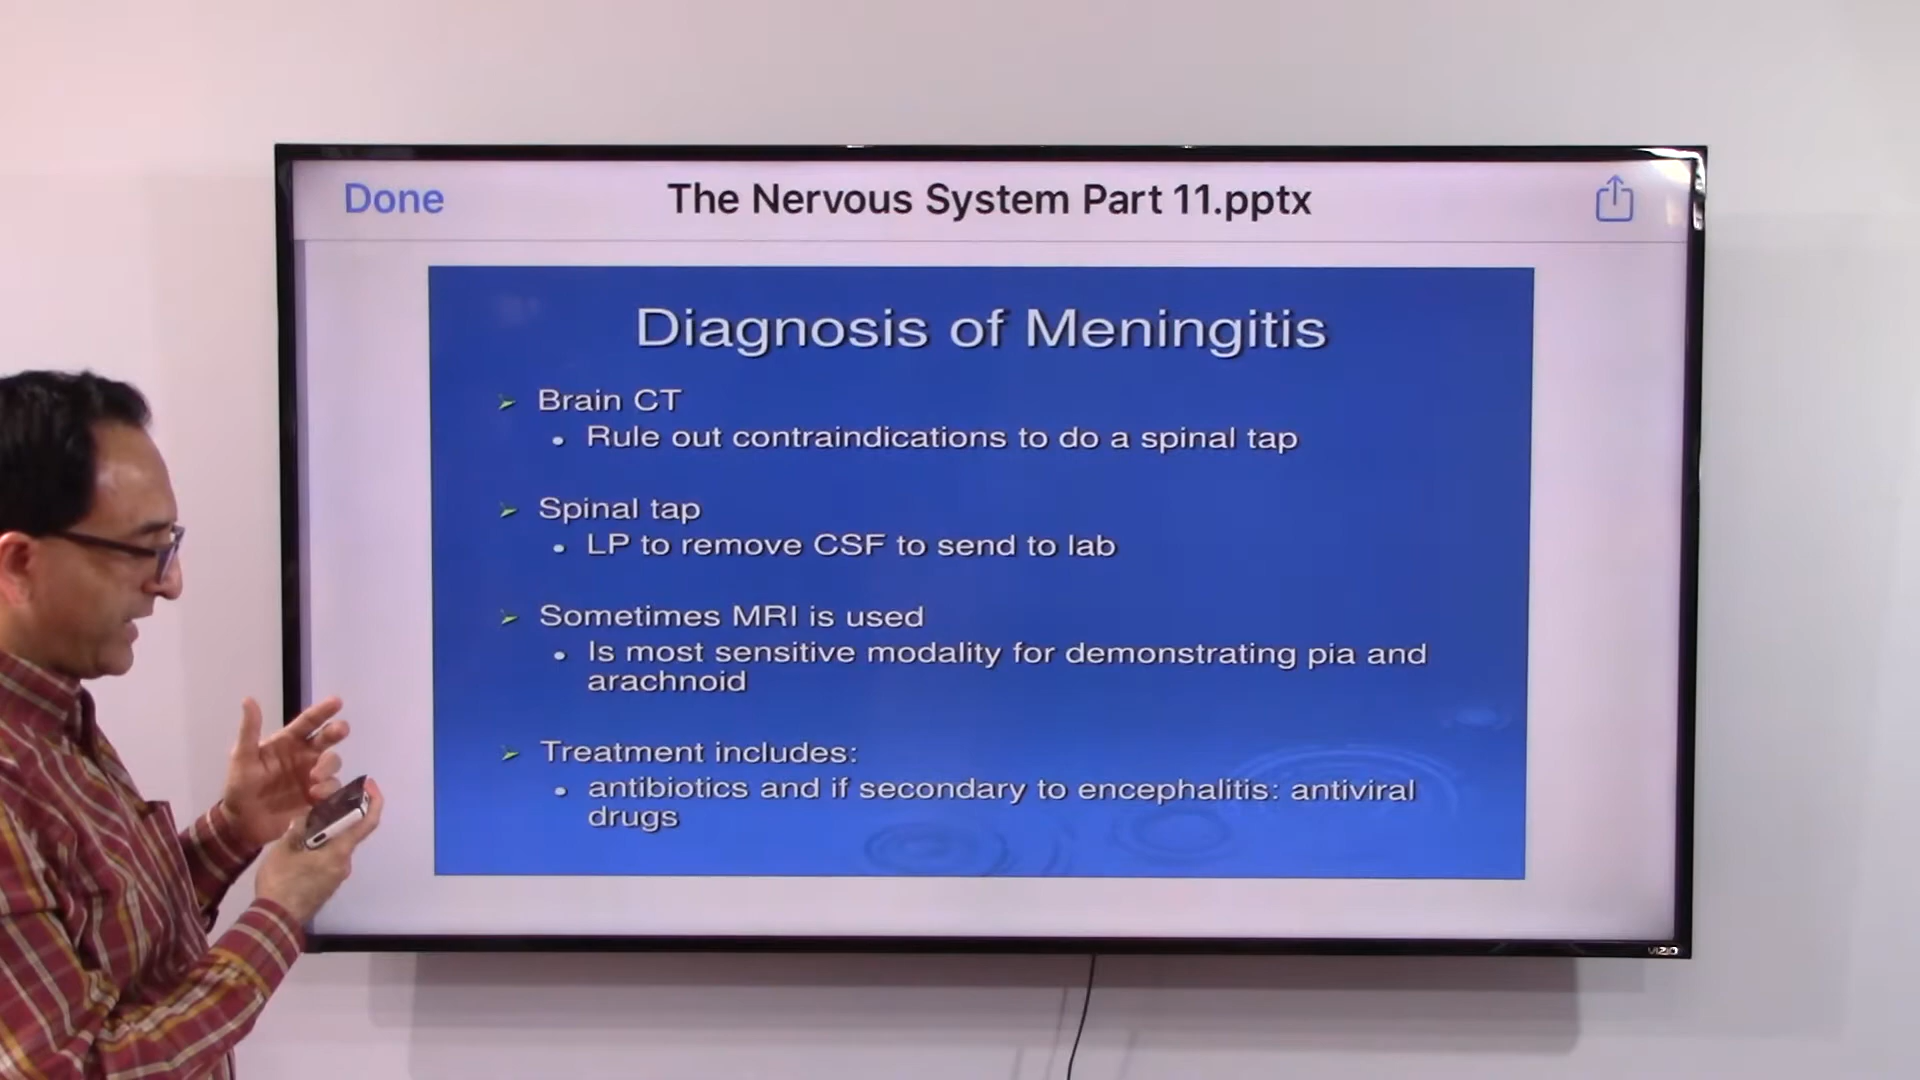 Done
The Nervous System Part 11.pptx
Diagnosis of Meningitis
Brain CT
Rule out contraindications to do a spinal tap
Spinal tap
LP to remove CSF to send to lab
Sometimes MRI is used
Is most sensitive modality for demonstrating pia and
arachnoid
Treatment includes:
antibiotics and if secondary to encephalitis: antiviral
drugs
VIZIO